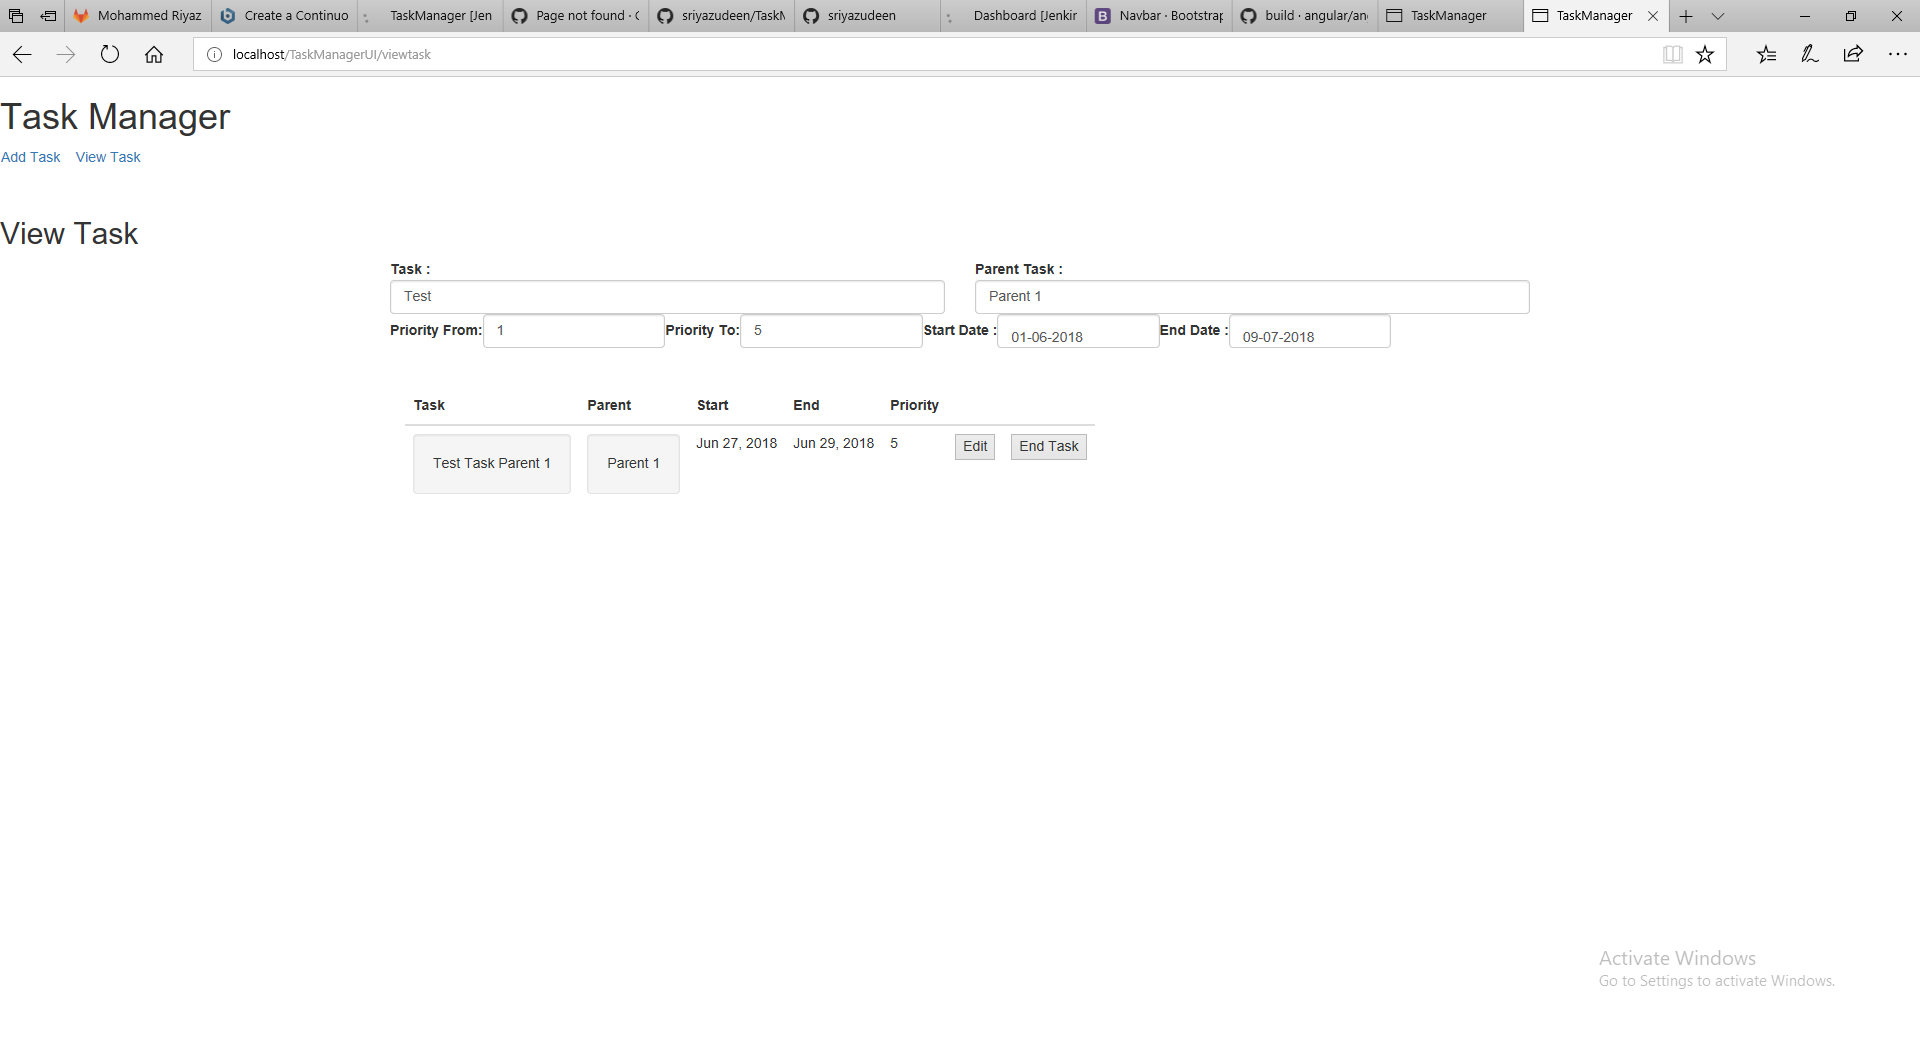 Mohammed Riyaz Create a Continuo TaskManager [Jen Page not found · sriyazudeen/Task sriyazudeen Dashboard [Jenkir Navbar · Bootstrap build · angular/an TaskManager TaskManager
localhost/TaskManagerUI/viewtask
Task Manager
Add Task View Task
View Task
Task : Parent Task :
Test Parent 1
Priority From: 1 Priority To: 5 Start Date : 01-06-2018 End Date : 09-07-2018
Task Parent Start End Priority
Test Task Parent 1 Parent 1 Jun 27, 2018 Jun 29, 2018 5 Edit End Task
Activate Windows
Go to Settings to activate Windows.